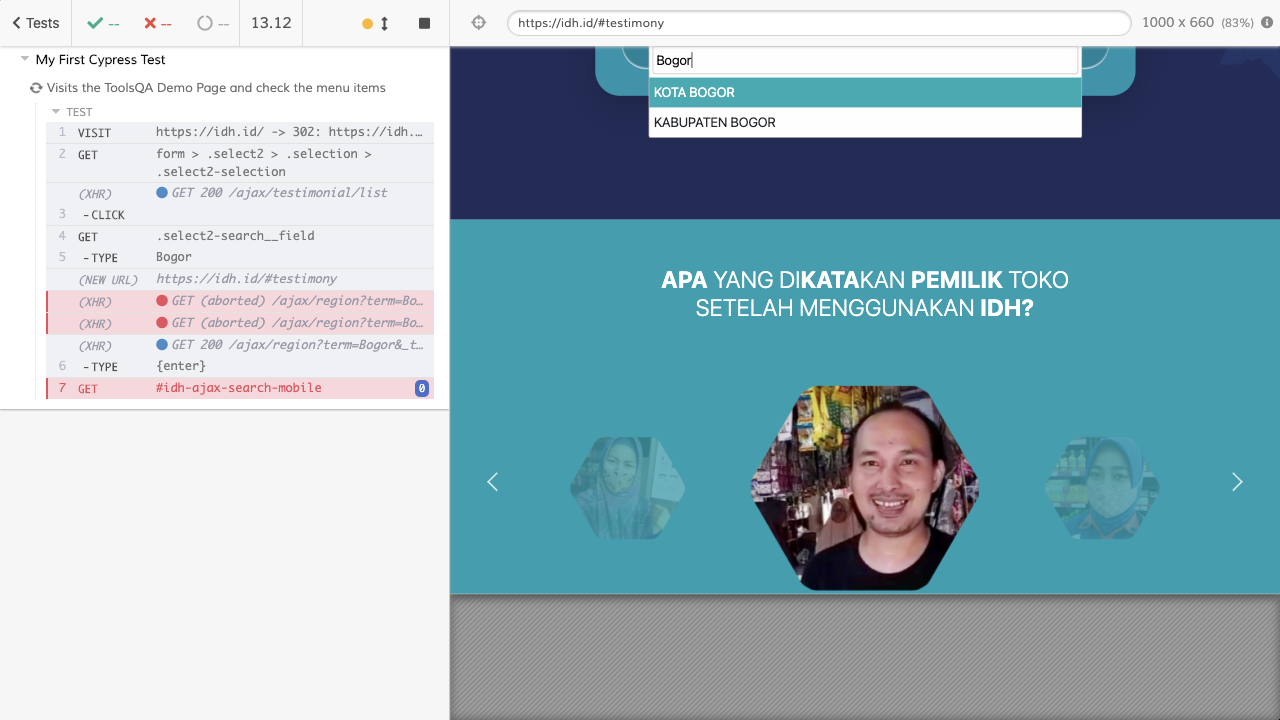 Tests
--
--
--
13.12
https://idh.id/#testimony
1000 x 660 (83%)
My First Cypress Test
Visits the ToolsQA Demo Page and check the menu items
TEST
1 VISIT https://idh.id/ -> 302: https://idh.…
2 GET form > .select2 > .selection >
.select2-selection
(XHR) GET 200 /ajax/testimonial/list
3 -CLICK
4 GET .select2-search__field
5 -TYPE Bogor
(NEW URL) https://idh.id/#testimony
(XHR) GET (aborted) /ajax/region?term=Bo…
(XHR) GET (aborted) /ajax/region?term=Bo…
(XHR) GET 200 /ajax/region?term=Bogor&_t…
6 -TYPE {enter}
7 GET #idh-ajax-search-mobile 0
Bogor
KOTA BOGOR
KABUPATEN BOGOR
APA YANG DIKATAKAN PEMILIK TOKO
SETELAH MENGGUNAKAN IDH?